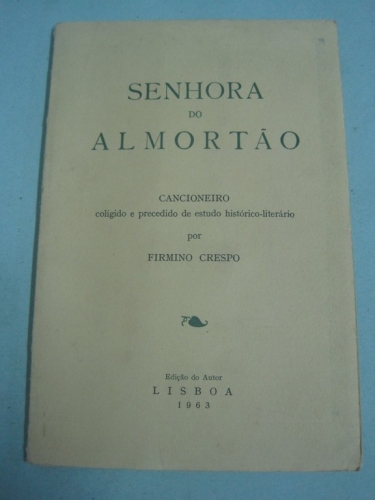 SENHORA
DO
ALMORTÃO
CANCIONEIRO
coligido e precedido de estudo histórico-literário
por
FIRMINO CRESPO
Edição do Autor
LISBOA
1963